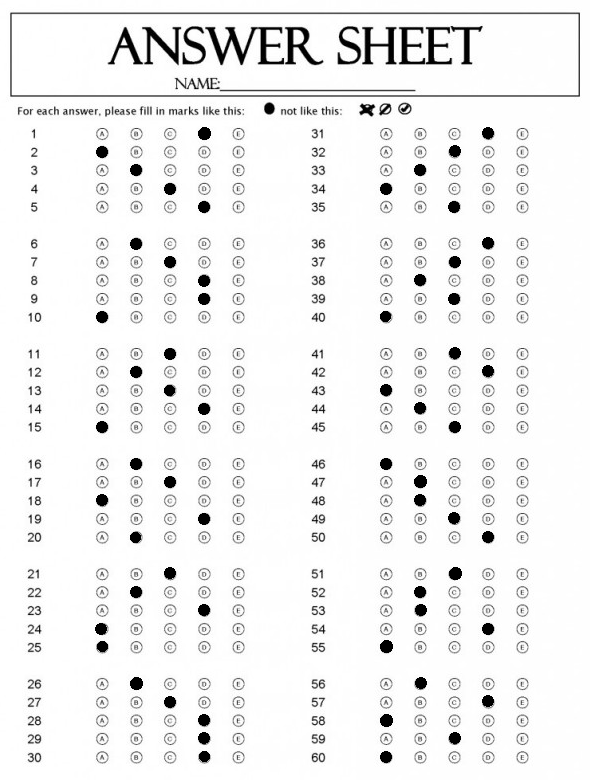 ANSWER SHEET
NAME:
For each answer, please fill in marks like this: not like this:
1 A B C E
2 B C D E
3 A C D E
4 A B D E
5 A B C E
6 A C D E
7 A B D E
8 A B C E
9 A B C E
10 B C D E
11 A B D E
12 A C D E
13 A B D E
14 A B C E
15 B C D E
16 A C D E
17 A B D E
18 B C D E
19 A B C E
20 A C D E
21 A B D E
22 A C D E
23 A B C E
24 B C D E
25 B C D E
26 A C D E
27 A B D E
28 A B C E
29 A B C E
30 A B C E
31 A B C E
32 A B D E
33 A C D E
34 B C D E
35 A B D E
36 A B C E
37 A B D E
38 A C D E
39 A B D E
40 B C D E
41 A B D E
42 A B C E
43 B C D E
44 A C D E
45 A B D E
46 B C D E
47 A C D E
48 A C D E
49 A B D E
50 A B C E
51 A B D E
52 A C D E
53 A C D E
54 A B C E
55 B C D E
56 A C D E
57 A B C E
58 B C D E
59 A B D E
60 B C D E